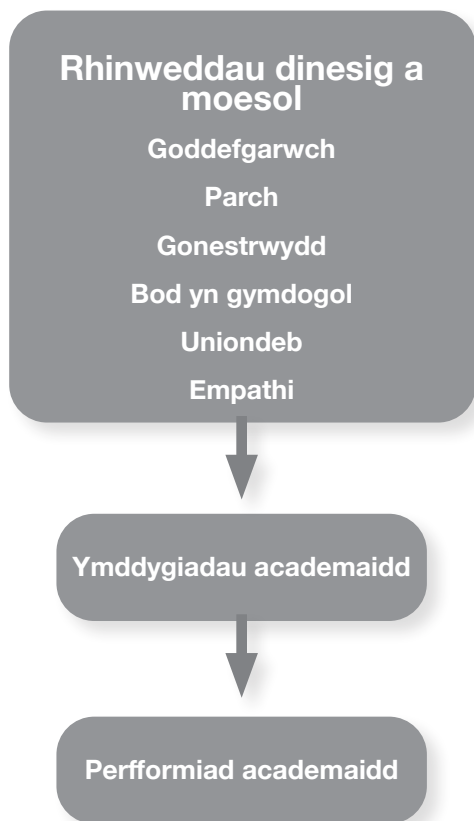 Rhinweddau dinesig a
moesol
Goddefgarwch
Parch
Gonestrwydd
Bod yn gymdogol
Uniondeb
Empathi
Ymddygiadau academaidd
Perfformiad academaidd